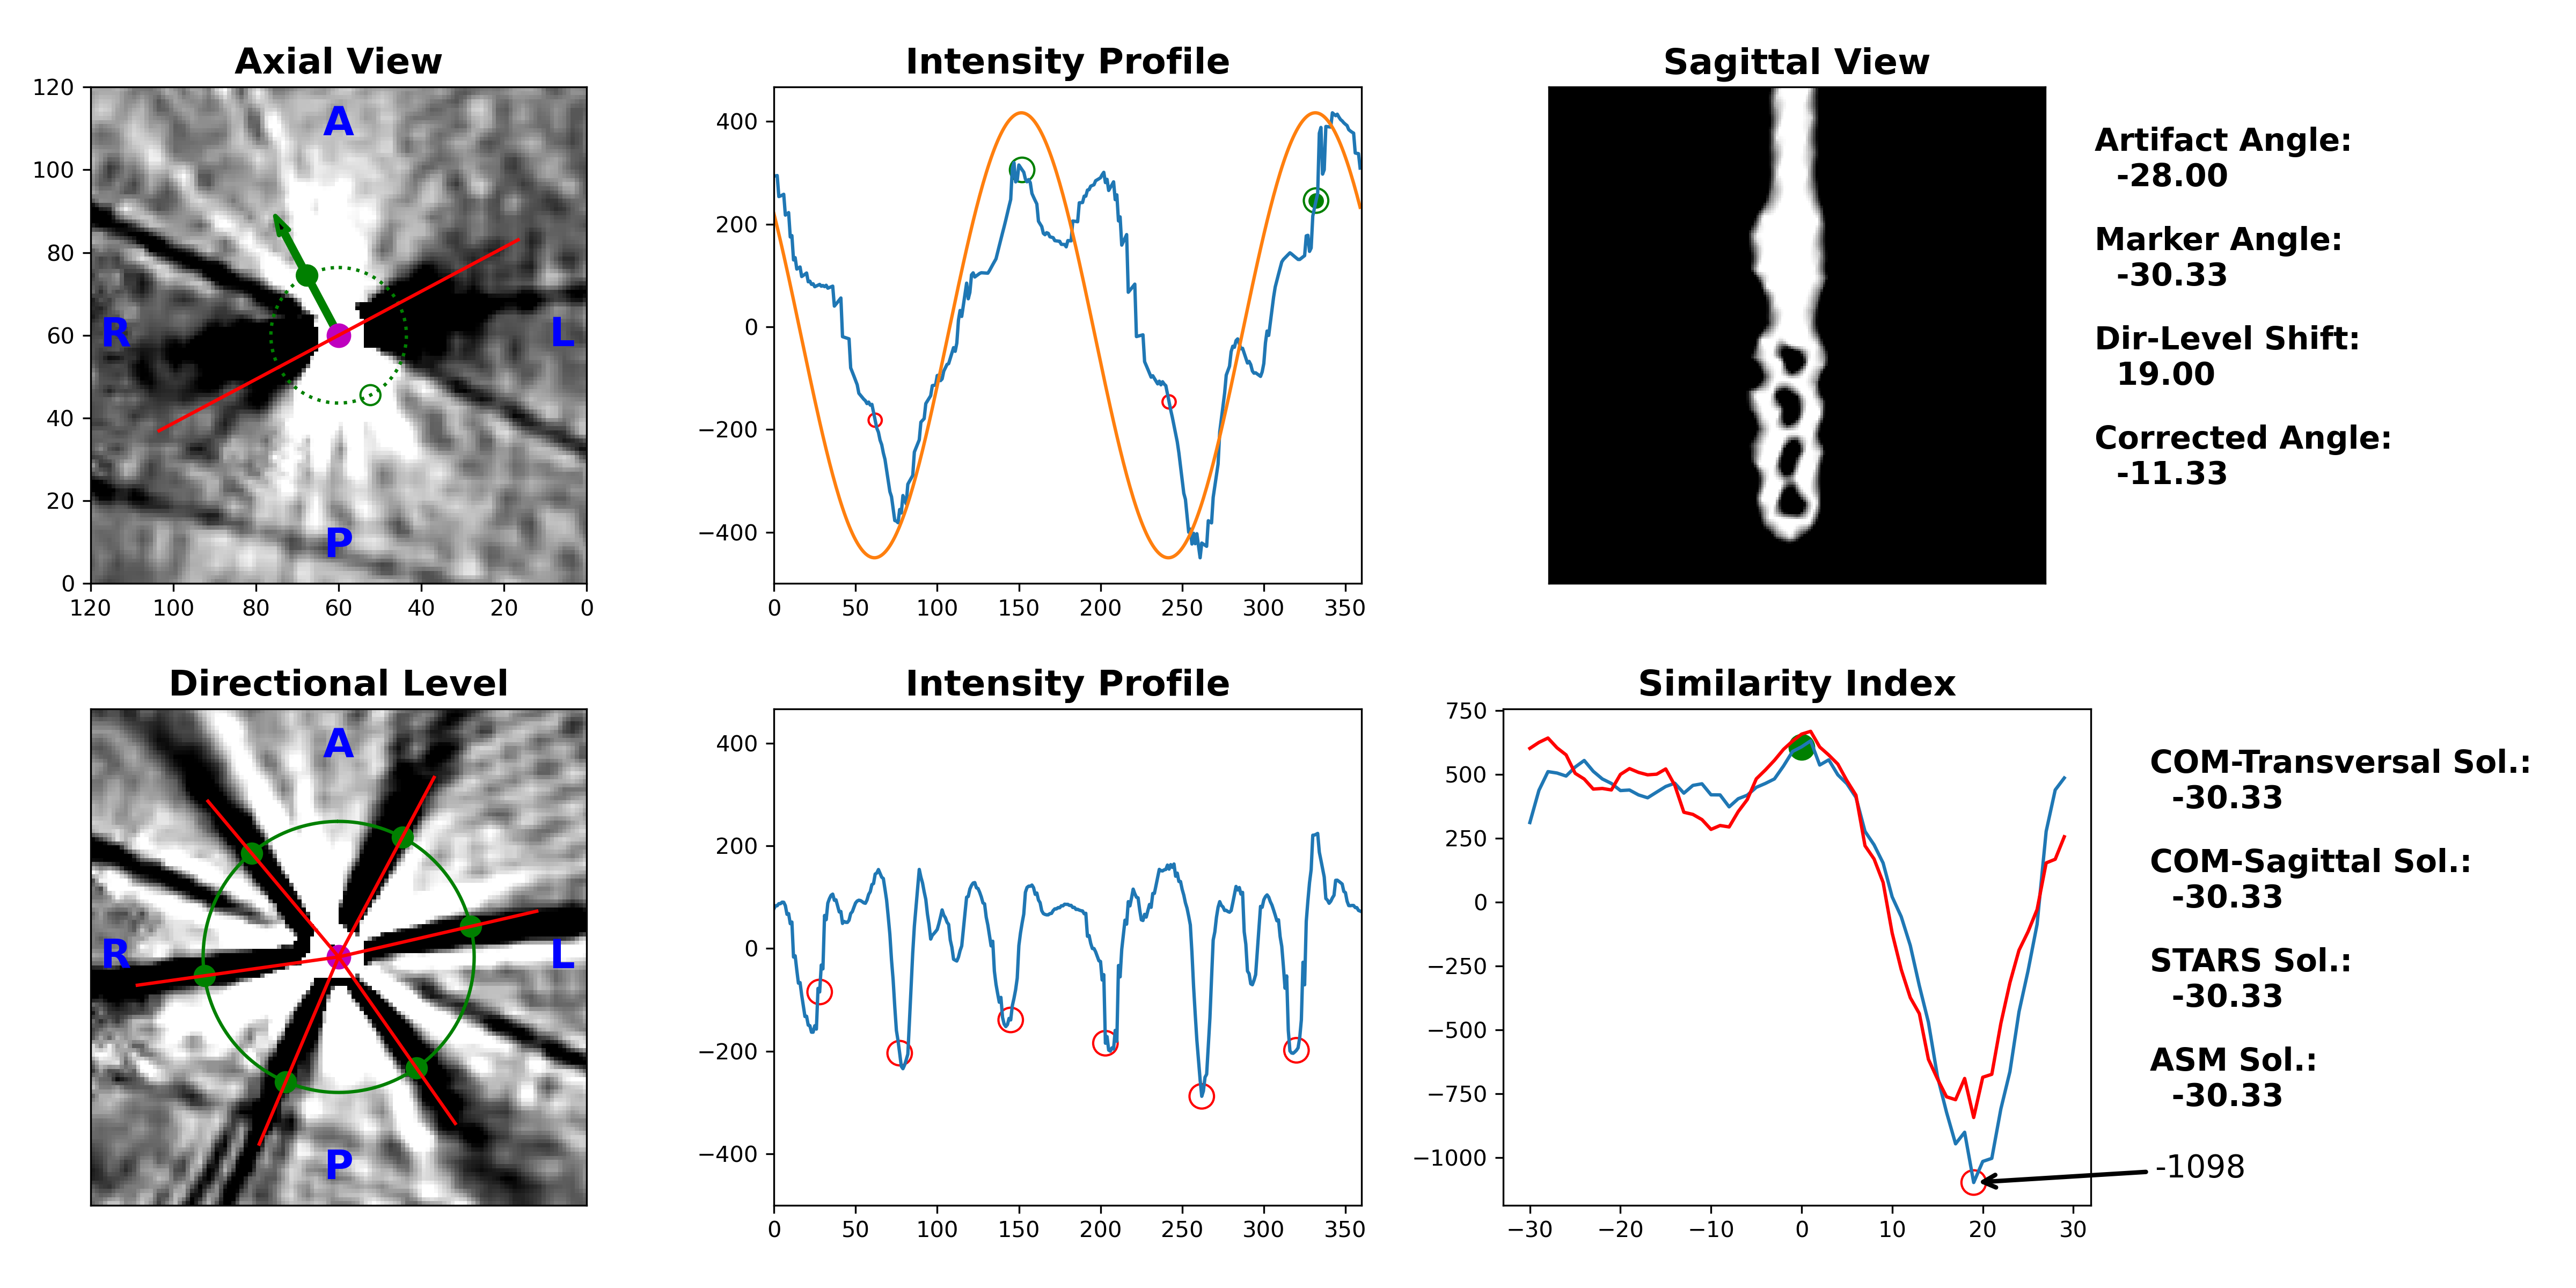 Axial View
120
100
80
60
40
20
0
120 100 80 60 40 20 0
A
R
L
P
Intensity Profile
400
200
0
−200
−400
0 50 100 150 200 250 300 350
Sagittal View
Artifact Angle:
-28.00
Marker Angle:
-30.33
Dir-Level Shift:
19.00
Corrected Angle:
-11.33
Directional Level
A
R
L
P
Intensity Profile
400
200
0
−200
−400
0 50 100 150 200 250 300 350
Similarity Index
750
500
250
0
−250
−500
−750
−1000
−30 −20 −10 0 10 20 30
COM-Transversal Sol.:
-30.33
COM-Sagittal Sol.:
-30.33
STARS Sol.:
-30.33
ASM Sol.:
-30.33
-1098